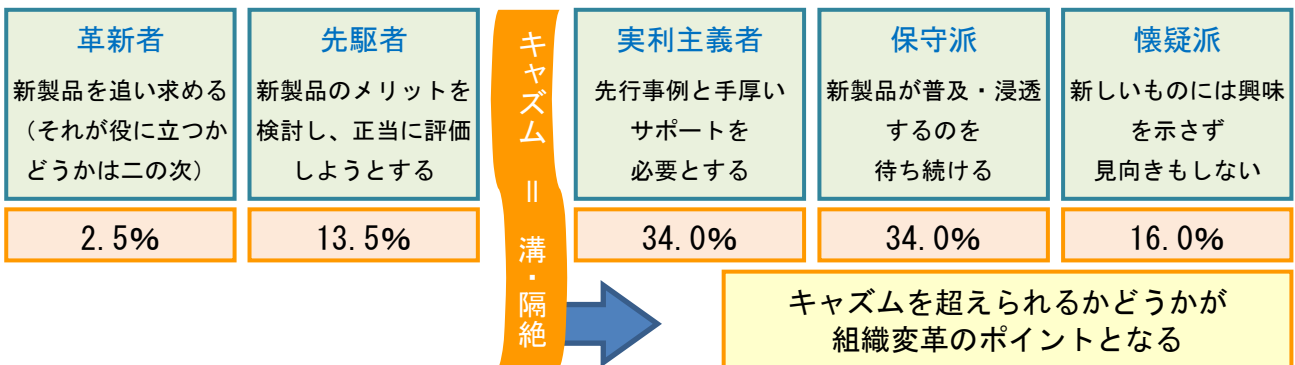 革新者
新製品を追い求める
（それが役に立つか
どうかは二の次）
2.5%
先駆者
新製品のメリットを
検討し、正当に評価
しようとする
13.5%
キャズム = 溝・隔絶
実利主義者
先行事例と手厚い
サポートを
必要とする
34.0%
保守派
新製品が普及・浸透
するのを
待ち続ける
34.0%
懐疑派
新しいものには興味
を示さず
見向きもしない
16.0%
キャズムを超えられるかどうかが
組織変革のポイントとなる